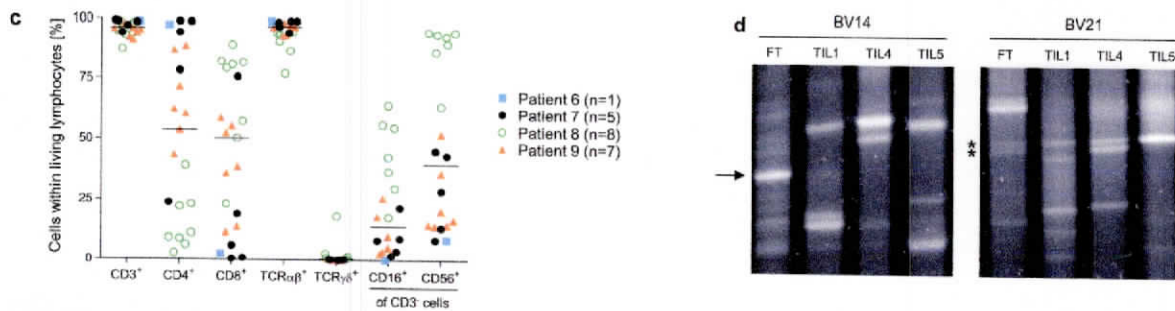 c
Cells within living lymphocytes [%]
100
75
50
25
0
CD3⁺
CD4⁺
CD8⁺
TCRαβ⁺
TCRγδ⁺
CD16⁺
CD56⁺
of CD3⁻ cells
Patient 6 (n=1)
Patient 7 (n=5)
Patient 8 (n=8)
Patient 9 (n=7)
d
BV14
BV21
FT TIL1 TIL4 TIL5
FT TIL1 TIL4 TIL5
*
*